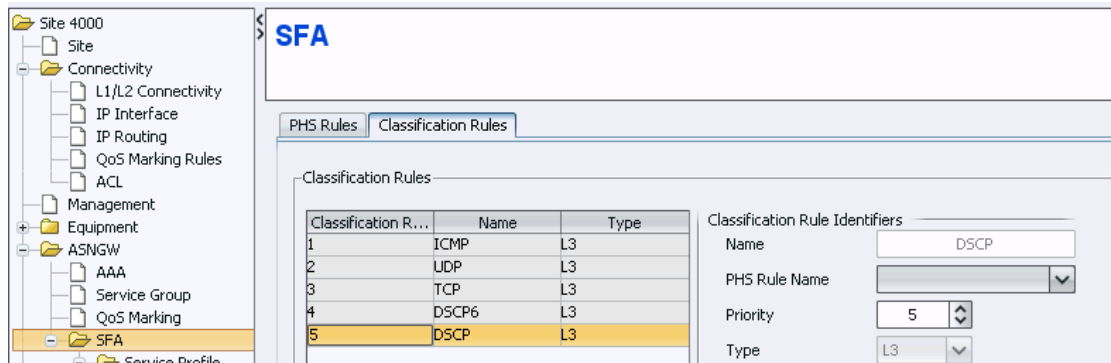 Site 4000
Site
Connectivity
L1/L2 Connectivity
IP Interface
IP Routing
QoS Marking Rules
ACL
Management
Equipment
ASNGW
AAA
Service Group
QoS Marking
SFA
Service Profile
SFA
PHS Rules Classification Rules
Classification Rules
Classification R... Name Type
1 ICMP L3
2 UDP L3
3 TCP L3
4 DSCP6 L3
5 DSCP L3
Classification Rule Identifiers
Name DSCP
PHS Rule Name
Priority 5
Type L3